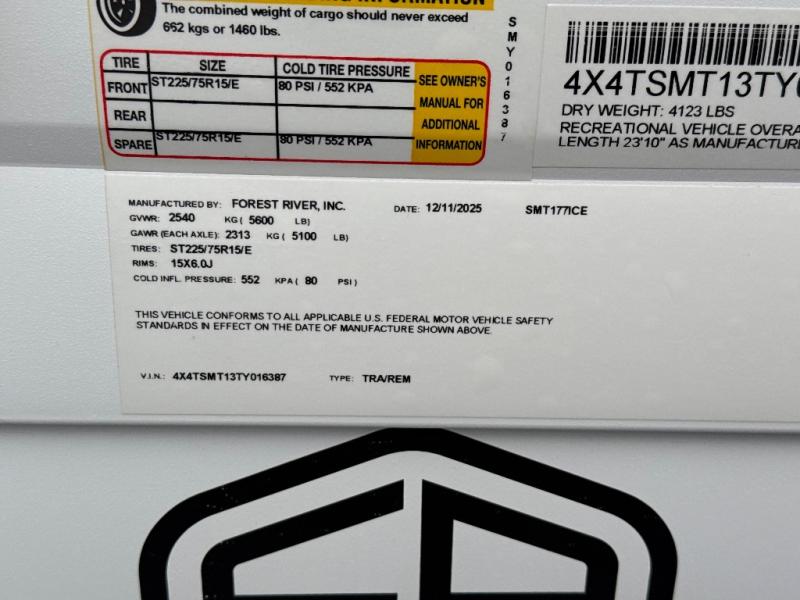 The combined weight of cargo should never exceed
662 kgs or 1460 lbs.
TIRE SIZE COLD TIRE PRESSURE SEE OWNER'S MANUAL FOR ADDITIONAL INFORMATION
FRONT ST225/75R15/E 80 PSI / 552 KPA
REAR
SPARE ST225/75R15/E 80 PSI / 552 KPA
SMY016387
4X4TSMT13TY0
DRY WEIGHT: 4123 LBS
RECREATIONAL VEHICLE OVERA
LENGTH 23'10" AS MANUFACTURE
MANUFACTURED BY: FOREST RIVER, INC. DATE: 12/11/2025 SMT177ICE
GVWR: 2540 KG ( 5600 LB)
GAWR (EACH AXLE): 2313 KG ( 5100 LB)
TIRES: ST225/75R15/E
RIMS: 15X6.0J
COLD INFL. PRESSURE: 552 KPA ( 80 PSI )
THIS VEHICLE CONFORMS TO ALL APPLICABLE U.S. FEDERAL MOTOR VEHICLE SAFETY
STANDARDS IN EFFECT ON THE DATE OF MANUFACTURE SHOWN ABOVE.
V.I.N.: 4X4TSMT13TY016387 TYPE: TRA/REM